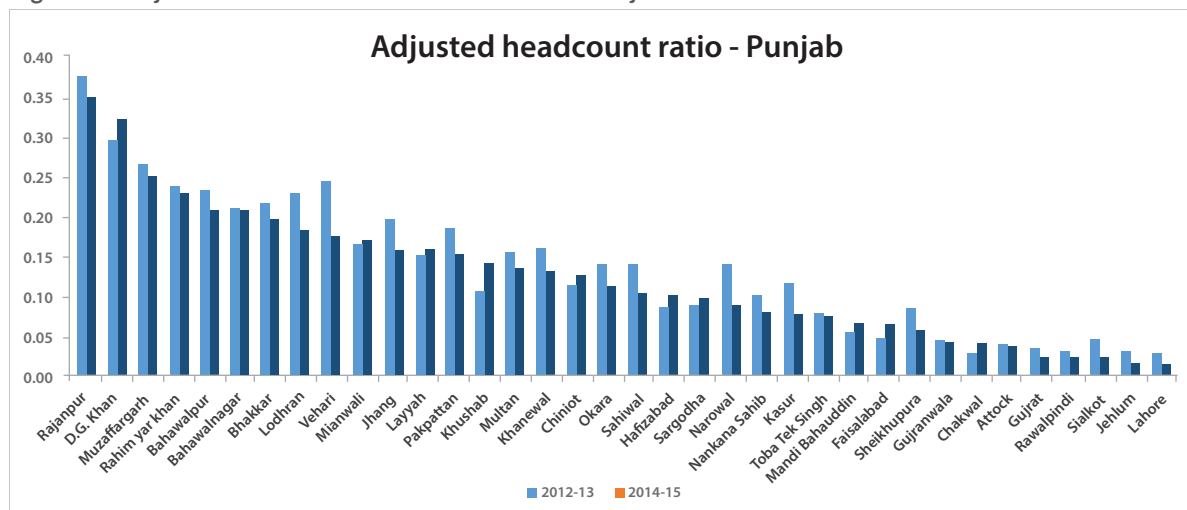 Adjusted headcount ratio - Punjab
0.40
0.35
0.30
0.25
0.20
0.15
0.10
0.05
0.00
Rajanpur
D.G. Khan
Muzaffargarh
Rahim yar khan
Bahawalpur
Bahawalnagar
Bhakkar
Lodhran
Vehari
Mianwali
Jhang
Layyah
Pakpattan
Khushab
Multan
Khanewal
Chiniot
Okara
Sahiwal
Hafizabad
Sargodha
Narowal
Nankana Sahib
Kasur
Toba Tek Singh
Mandi Bahauddin
Faisalabad
Sheikhupura
Gujranwala
Chakwal
Attock
Gujrat
Rawalpindi
Sialkot
Jehlum
Lahore
2012-13 2014-15